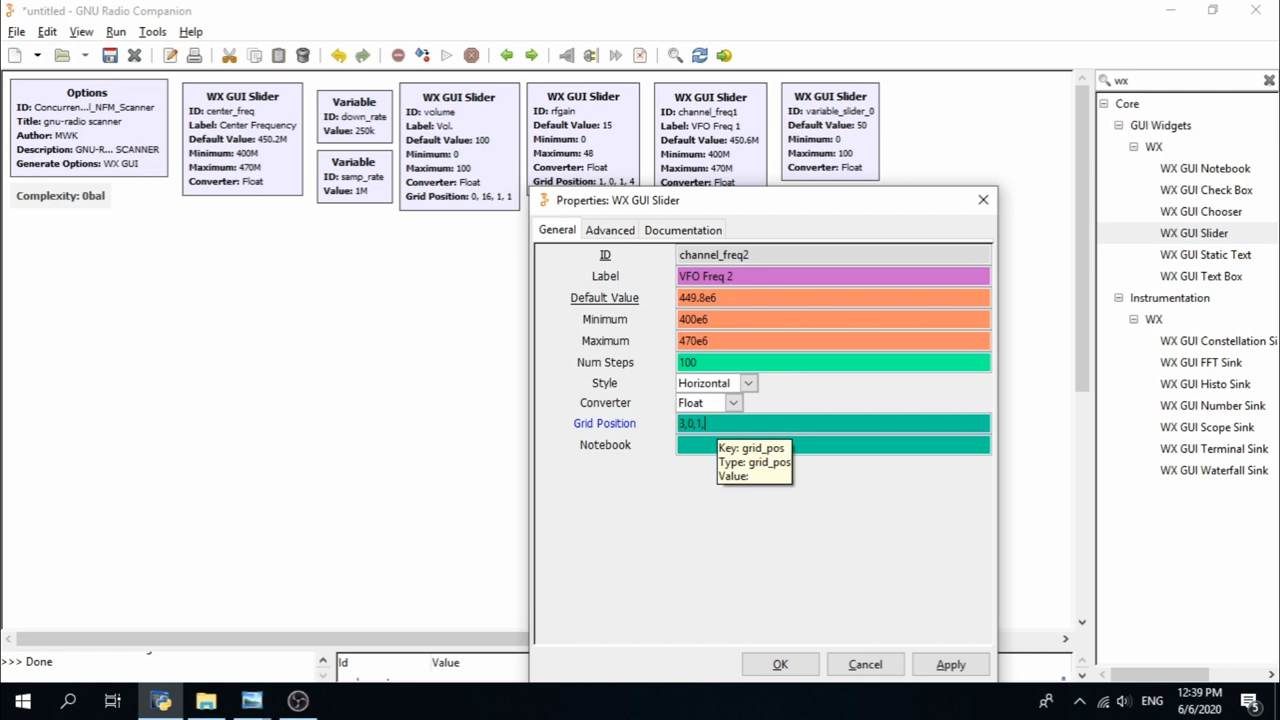 *untitled - GNU Radio Companion
File Edit View Run Tools Help
Options
ID: Concurren...l_NFM_Scanner
Title: gnu-radio scanner
Author: MWK
Description: GNU-R... SCANNER
Generate Options: WX GUI
Complexity: 0bal
WX GUI Slider
ID: center_freq
Label: Center Frequency
Default Value: 450.2M
Minimum: 400M
Maximum: 470M
Converter: Float
Variable
ID: down_rate
Value: 250k
Variable
ID: samp_rate
Value: 1M
WX GUI Slider
ID: volume
Label: Vol.
Default Value: 100
Minimum: 0
Maximum: 100
Converter: Float
Grid Position: 0, 16, 1, 1
WX GUI Slider
ID: rfgain
Default Value: 15
Minimum: 0
Maximum: 48
Converter: Float
Grid Position: 1, 0, 1, 4
WX GUI Slider
ID: channel_freq1
Label: VFO Freq 1
Default Value: 450.6M
Minimum: 400M
Maximum: 470M
Converter: Float
WX GUI Slider
ID: variable_slider_0
Default Value: 50
Minimum: 0
Maximum: 100
Converter: Float
Properties: WX GUI Slider
General Advanced Documentation
ID channel_freq2
Label VFO Freq 2
Default Value 449.8e6
Minimum 400e6
Maximum 470e6
Num Steps 100
Style Horizontal
Converter Float
Grid Position 3,0,1,
Notebook
Key: grid_pos
Type: grid_pos
Value:
OK Cancel Apply
wx
Core
GUI Widgets
WX
WX GUI Notebook
WX GUI Check Box
WX GUI Chooser
WX GUI Slider
WX GUI Static Text
WX GUI Text Box
Instrumentation
WX
WX GUI Constellation Si
WX GUI FFT Sink
WX GUI Histo Sink
WX GUI Number Sink
WX GUI Scope Sink
WX GUI Terminal Sink
WX GUI Waterfall Sink
>>> Done
Id Value
ENG
12:39 PM
6/6/2020
5